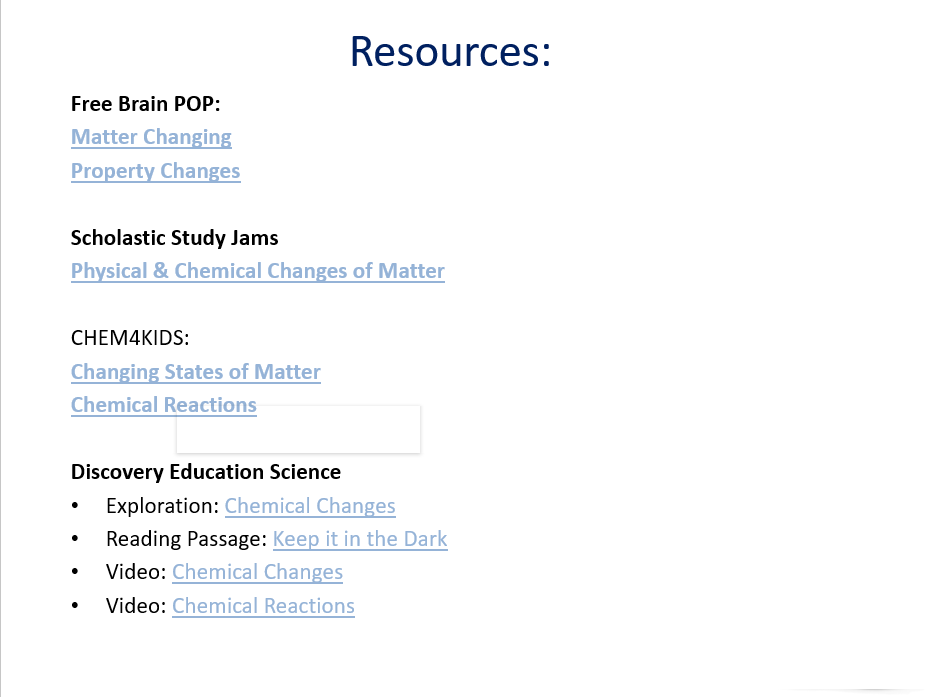 Resources:
Free Brain POP:
Matter Changing
Property Changes
Scholastic Study Jams
Physical & Chemical Changes of Matter
CHEM4KIDS:
Changing States of Matter
Chemical Reactions
Discovery Education Science
• Exploration: Chemical Changes
• Reading Passage: Keep it in the Dark
• Video: Chemical Changes
• Video: Chemical Reactions